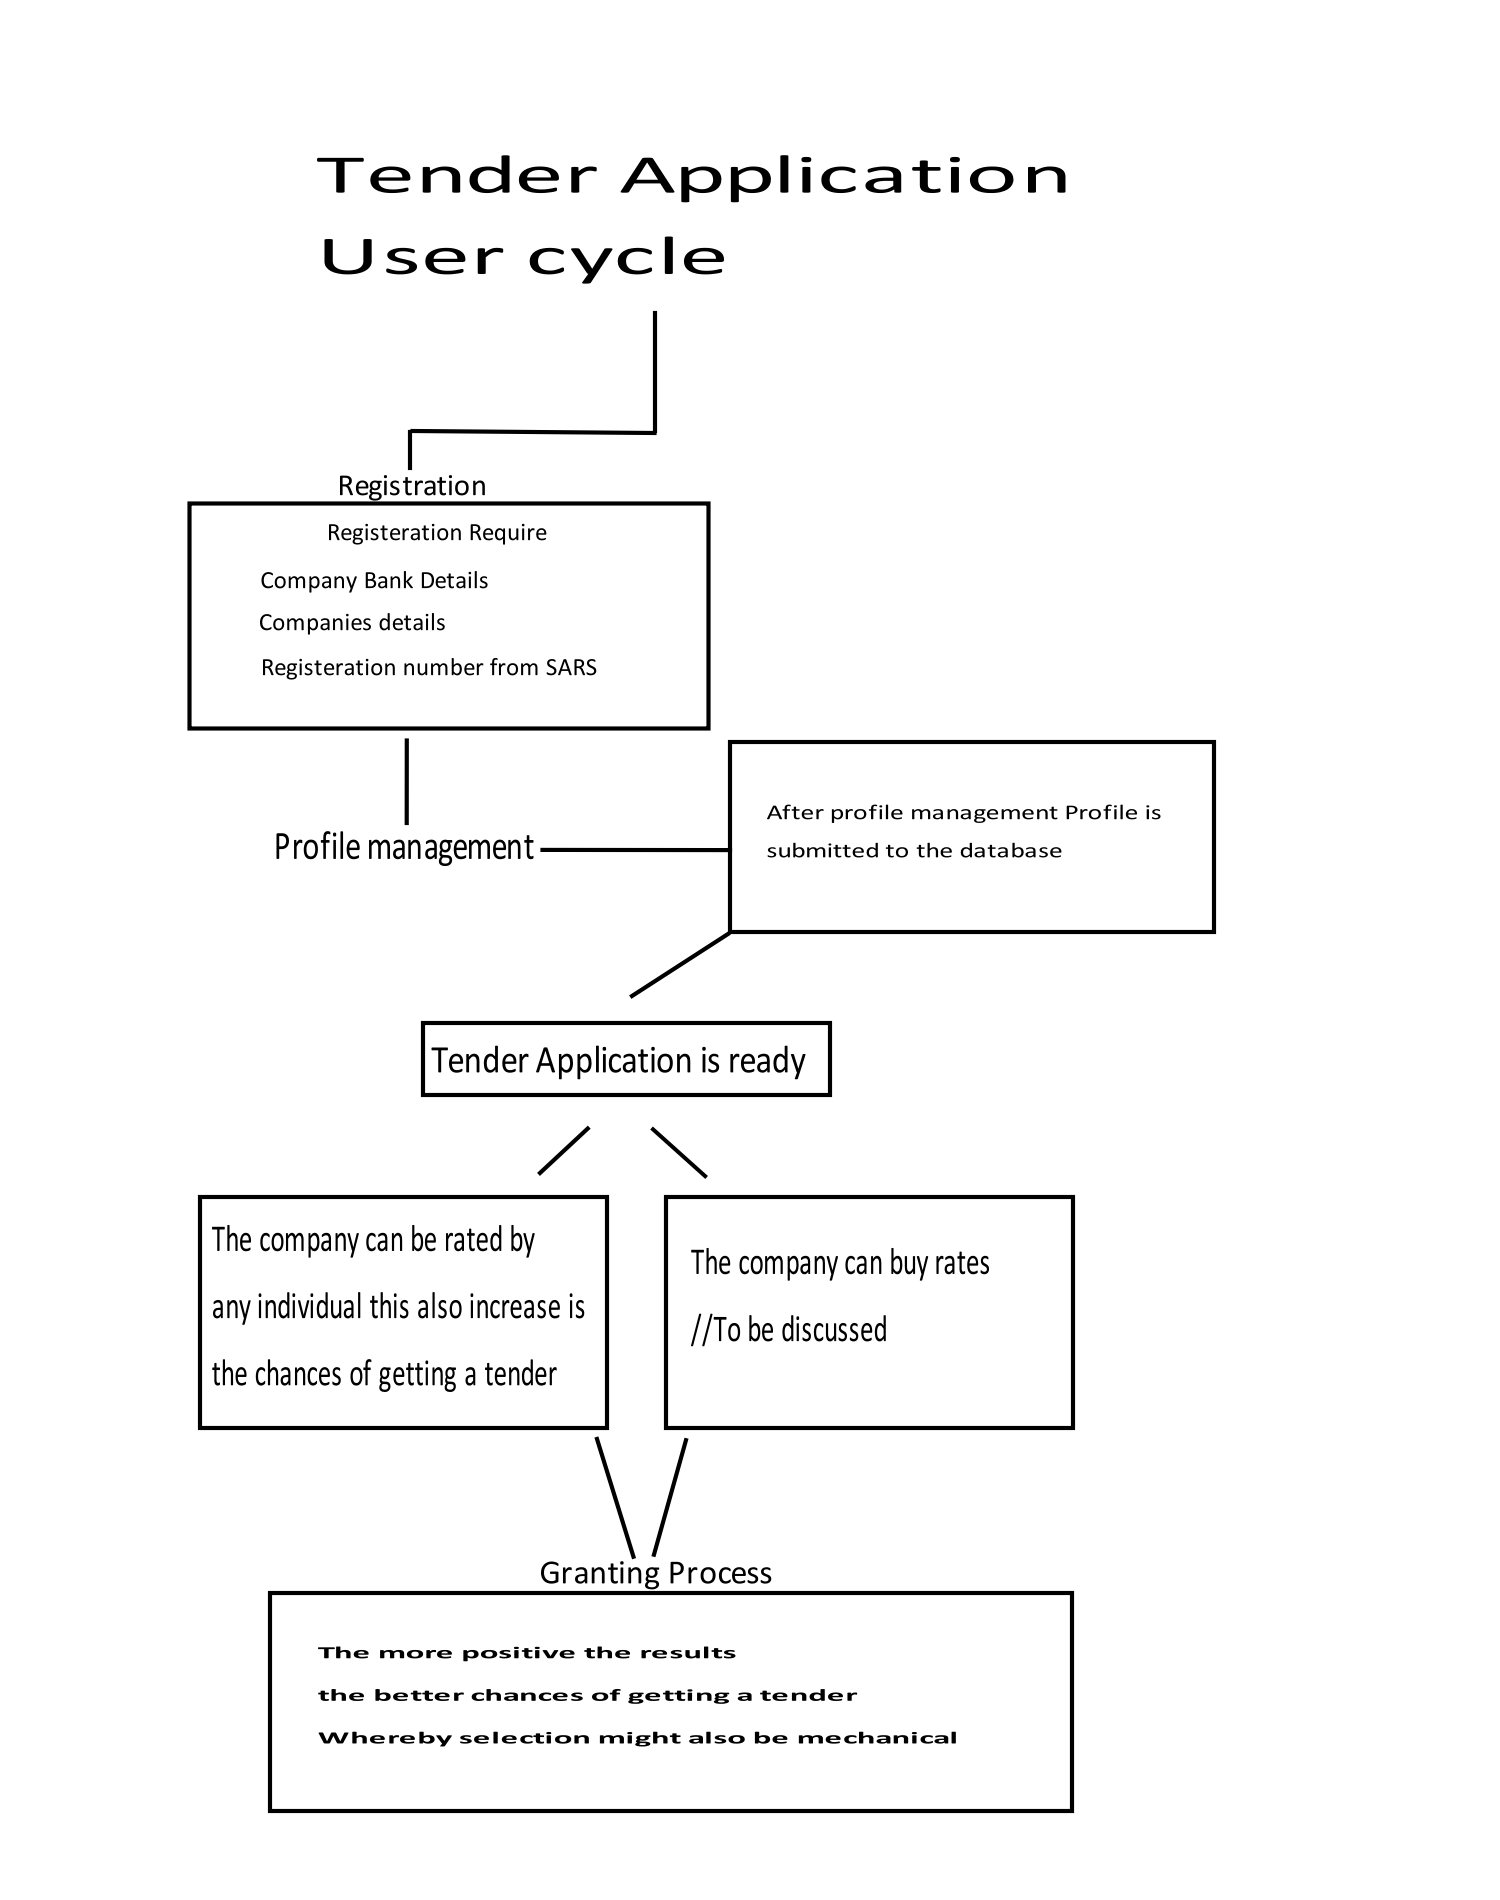 Tender Application
User cycle
Registration
Registeration Require
Company Bank Details
Companies details
Registeration number from SARS
Profile management
After profile management Profile is
submitted to the database
Tender Application is ready
The company can be rated by
any individual this also increase is
the chances of getting a tender
The company can buy rates
//To be discussed
Granting Process
The more positive the results
the better chances of getting a tender
Whereby selection might also be mechanical